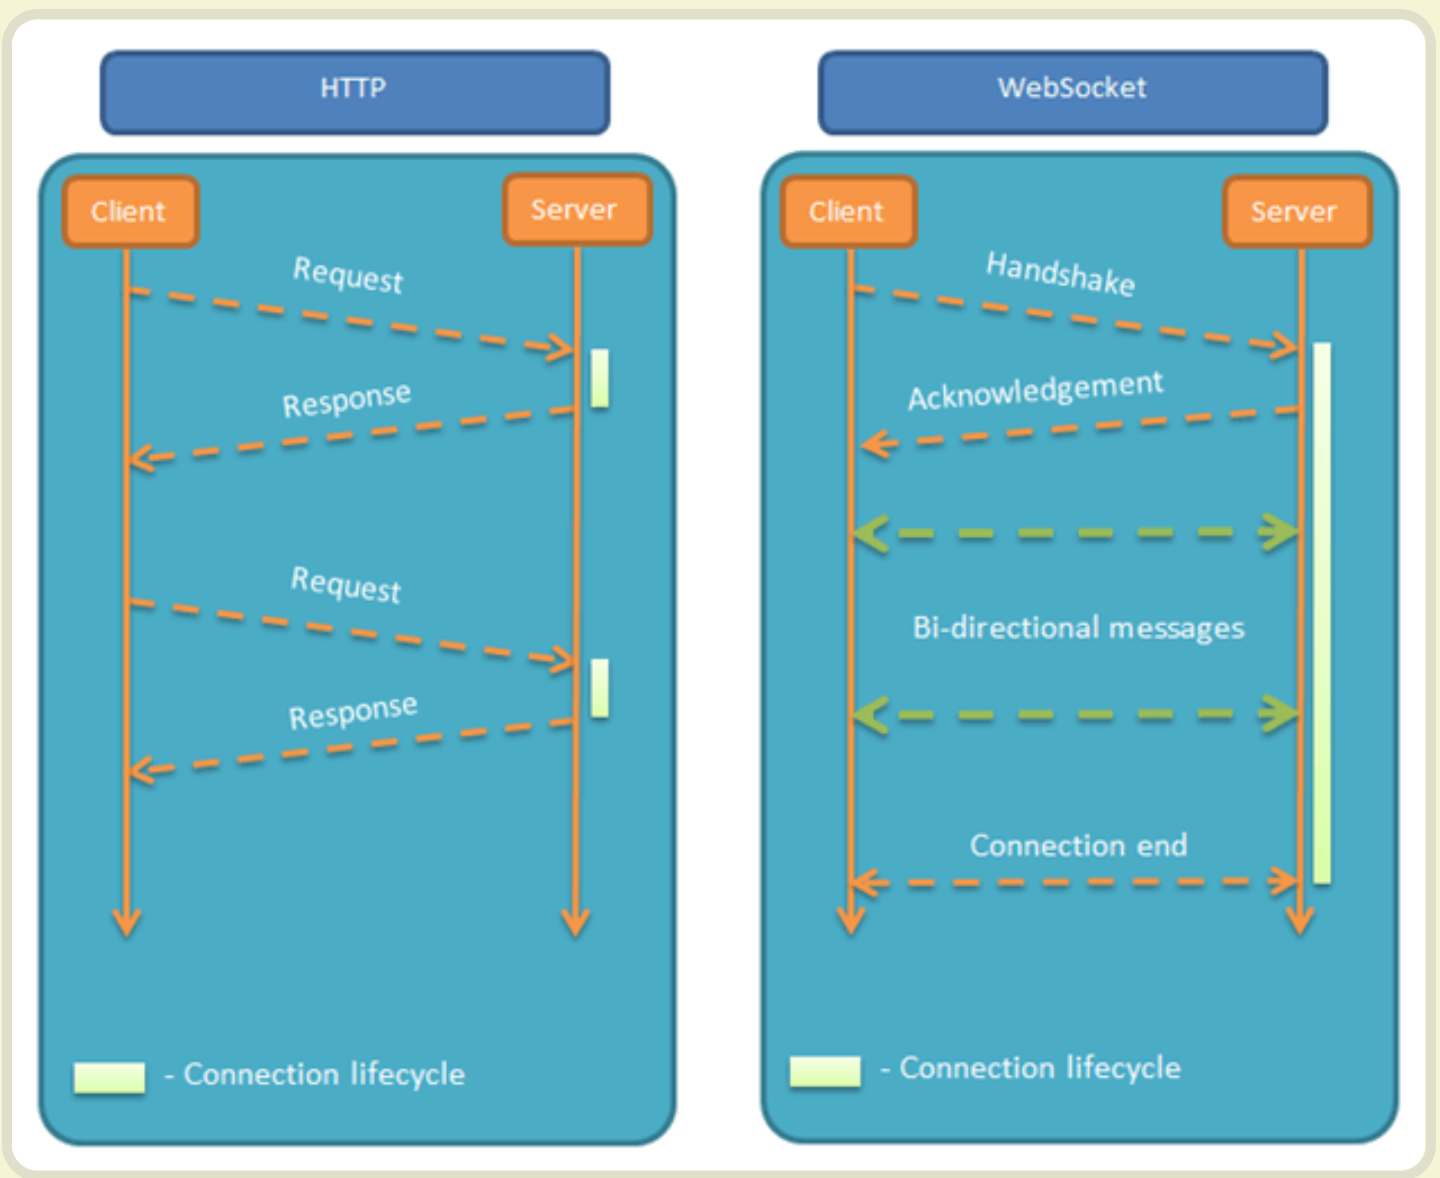 HTTP
Client
Server
Request
Response
Request
Response
- Connection lifecycle
WebSocket
Client
Server
Handshake
Acknowledgement
Bi-directional messages
Connection end
- Connection lifecycle